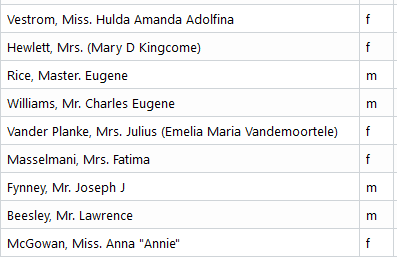 Vestrom, Miss. Hulda Amanda Adolfina f
Hewlett, Mrs. (Mary D Kingcome) f
Rice, Master. Eugene m
Williams, Mr. Charles Eugene m
Vander Planke, Mrs. Julius (Emelia Maria Vandemoortele) f
Masselmani, Mrs. Fatima f
Fynney, Mr. Joseph J m
Beesley, Mr. Lawrence m
McGowan, Miss. Anna "Annie" f